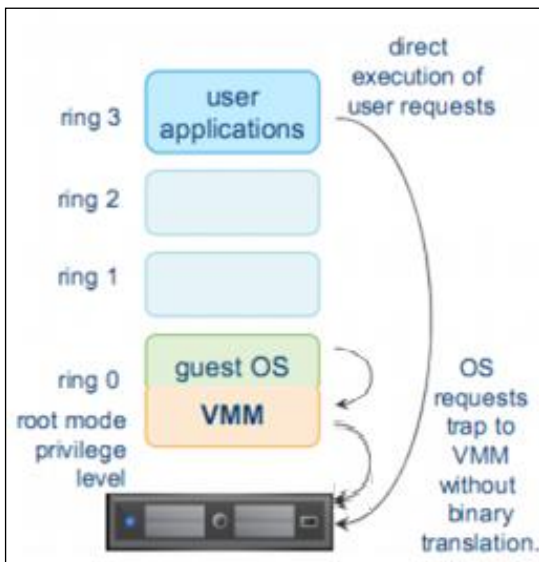 direct
execution of
user requests
user
applications
ring 3
ring 2
ring 1
guest OS
ring 0
VMM
root mode
privilege
level
OS
requests
trap to
VMM
without
binary
translation.